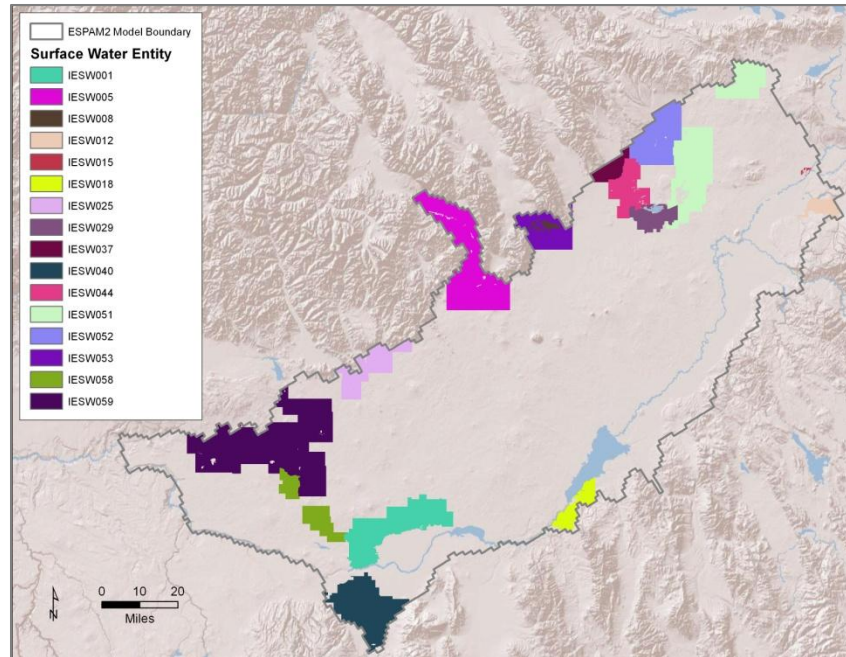 ESPAM2 Model Boundary
Surface Water Entity
IESW001
IESW005
IESW008
IESW012
IESW015
IESW018
IESW025
IESW029
IESW037
IESW040
IESW044
IESW051
IESW052
IESW053
IESW058
IESW059
N
0 10 20
Miles